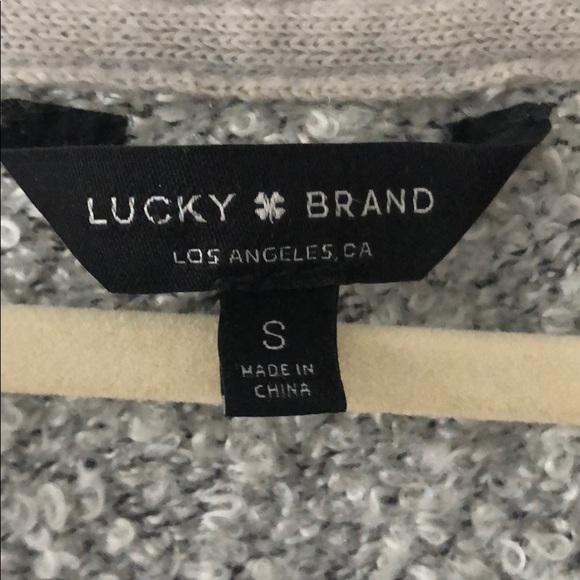 LUCKY BRAND
LOS ANGELES, CA
S
MADE IN
CHINA